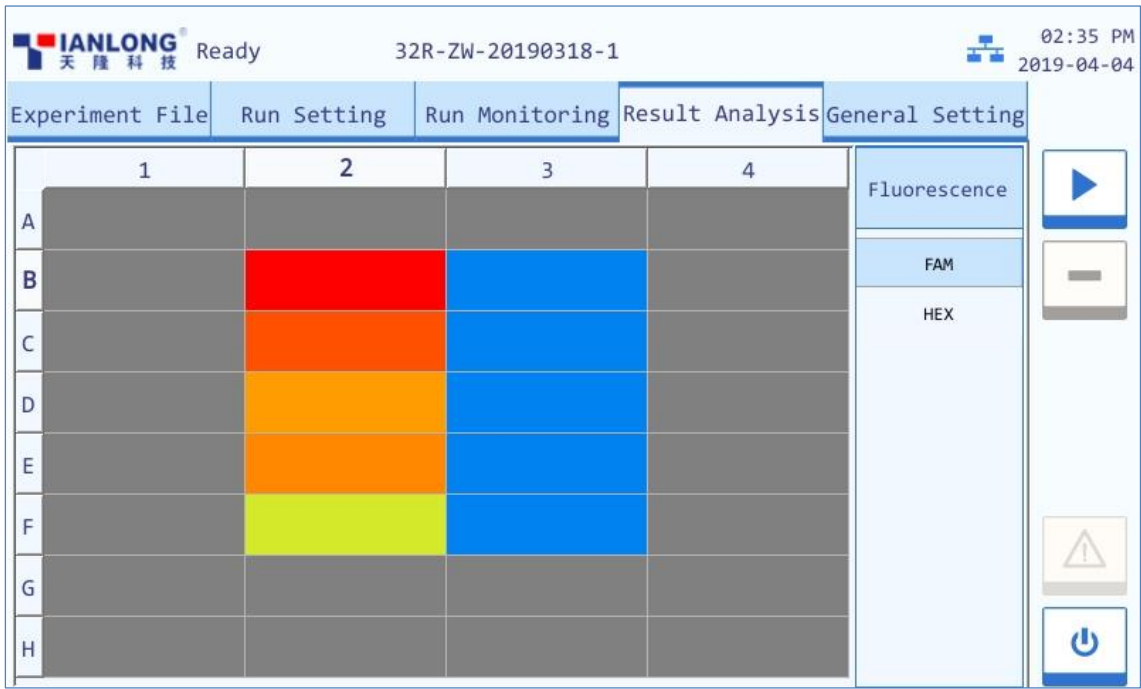 TIANLONG® Ready 32R-ZW-20190318-1 02:35 PM
天隆科技 2019-04-04
Experiment File Run Setting Run Monitoring Result Analysis General Setting
1 2 3 4 Fluorescence
A
B FAM
C HEX
D
E
F
G
H